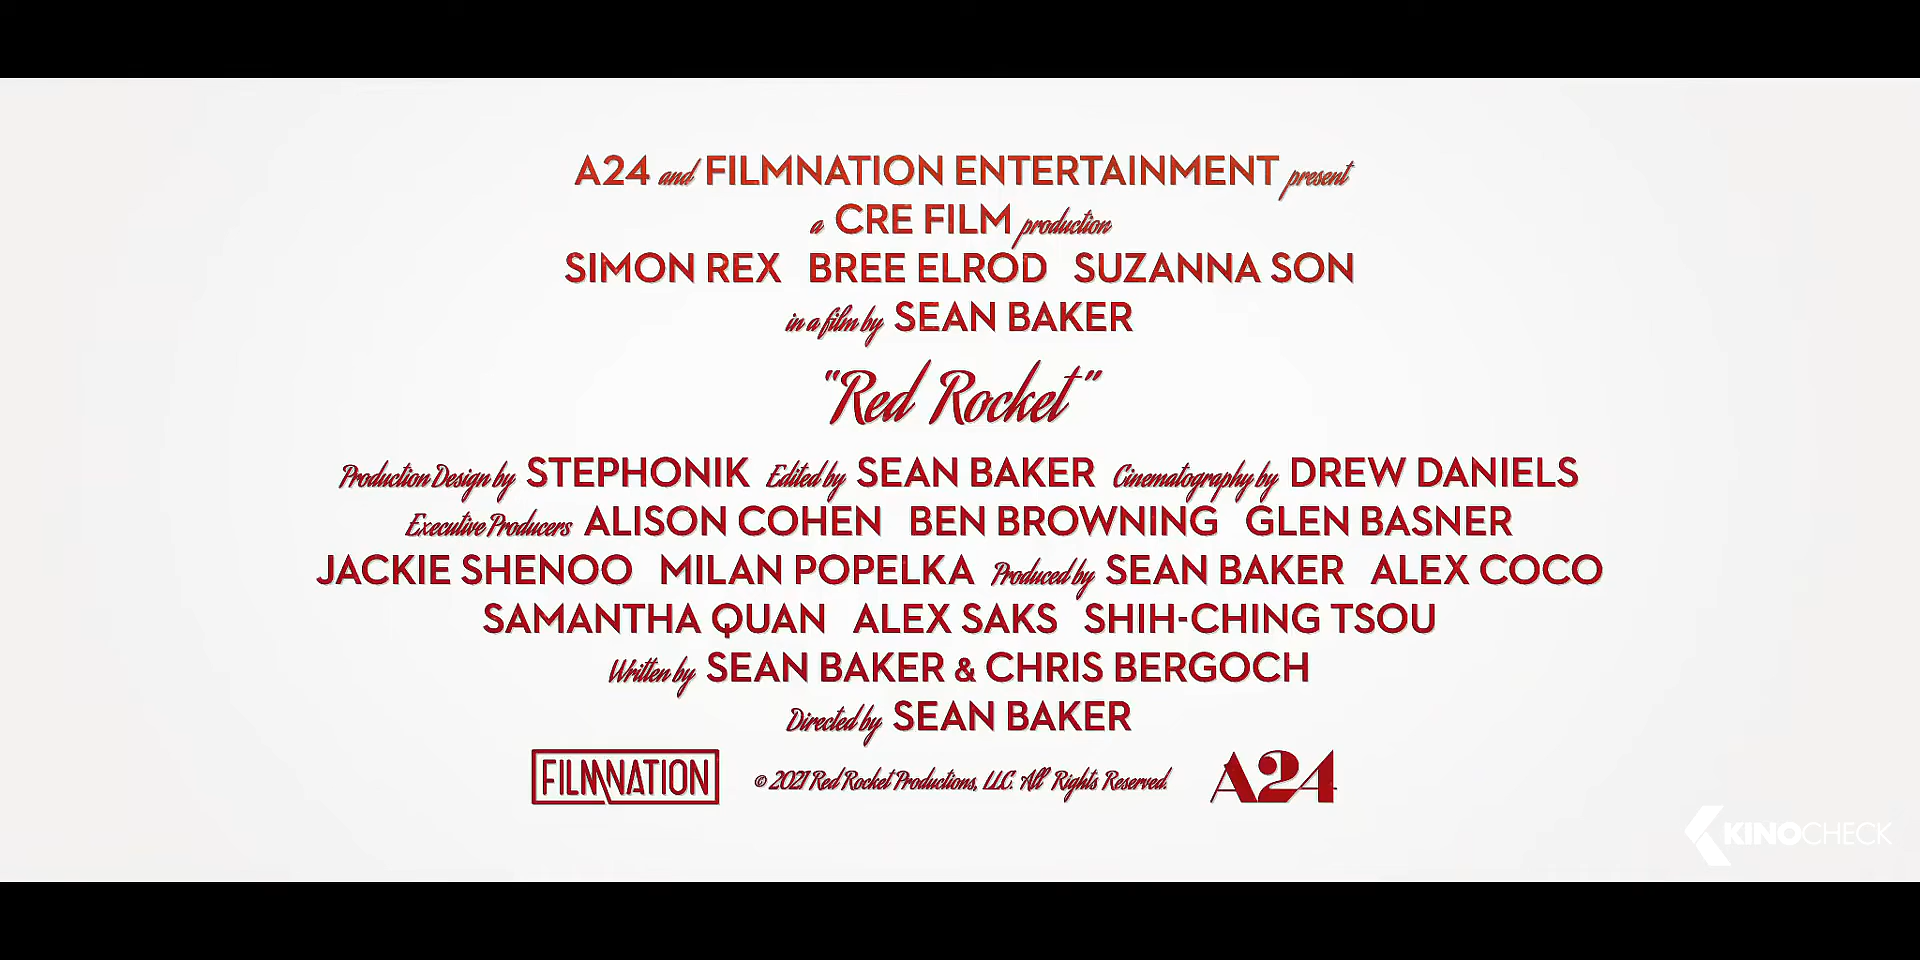 A24 and FILMNATION ENTERTAINMENT present
a CRE FILM production
SIMON REX BREE ELROD SUZANNA SON
in a film by SEAN BAKER
“Red Rocket”
Production Design by STEPHONIK Edited by SEAN BAKER Cinematography by DREW DANIELS
Executive Producers ALISON COHEN BEN BROWNING GLEN BASNER
JACKIE SHENOO MILAN POPELKA Produced by SEAN BAKER ALEX COCO
SAMANTHA QUAN ALEX SAKS SHIH-CHING TSOU
Written by SEAN BAKER & CHRIS BERGOCH
Directed by SEAN BAKER
FILMNATION © 2021 Red Rocket Productions, LLC. All Rights Reserved. A24
KINOCHECK